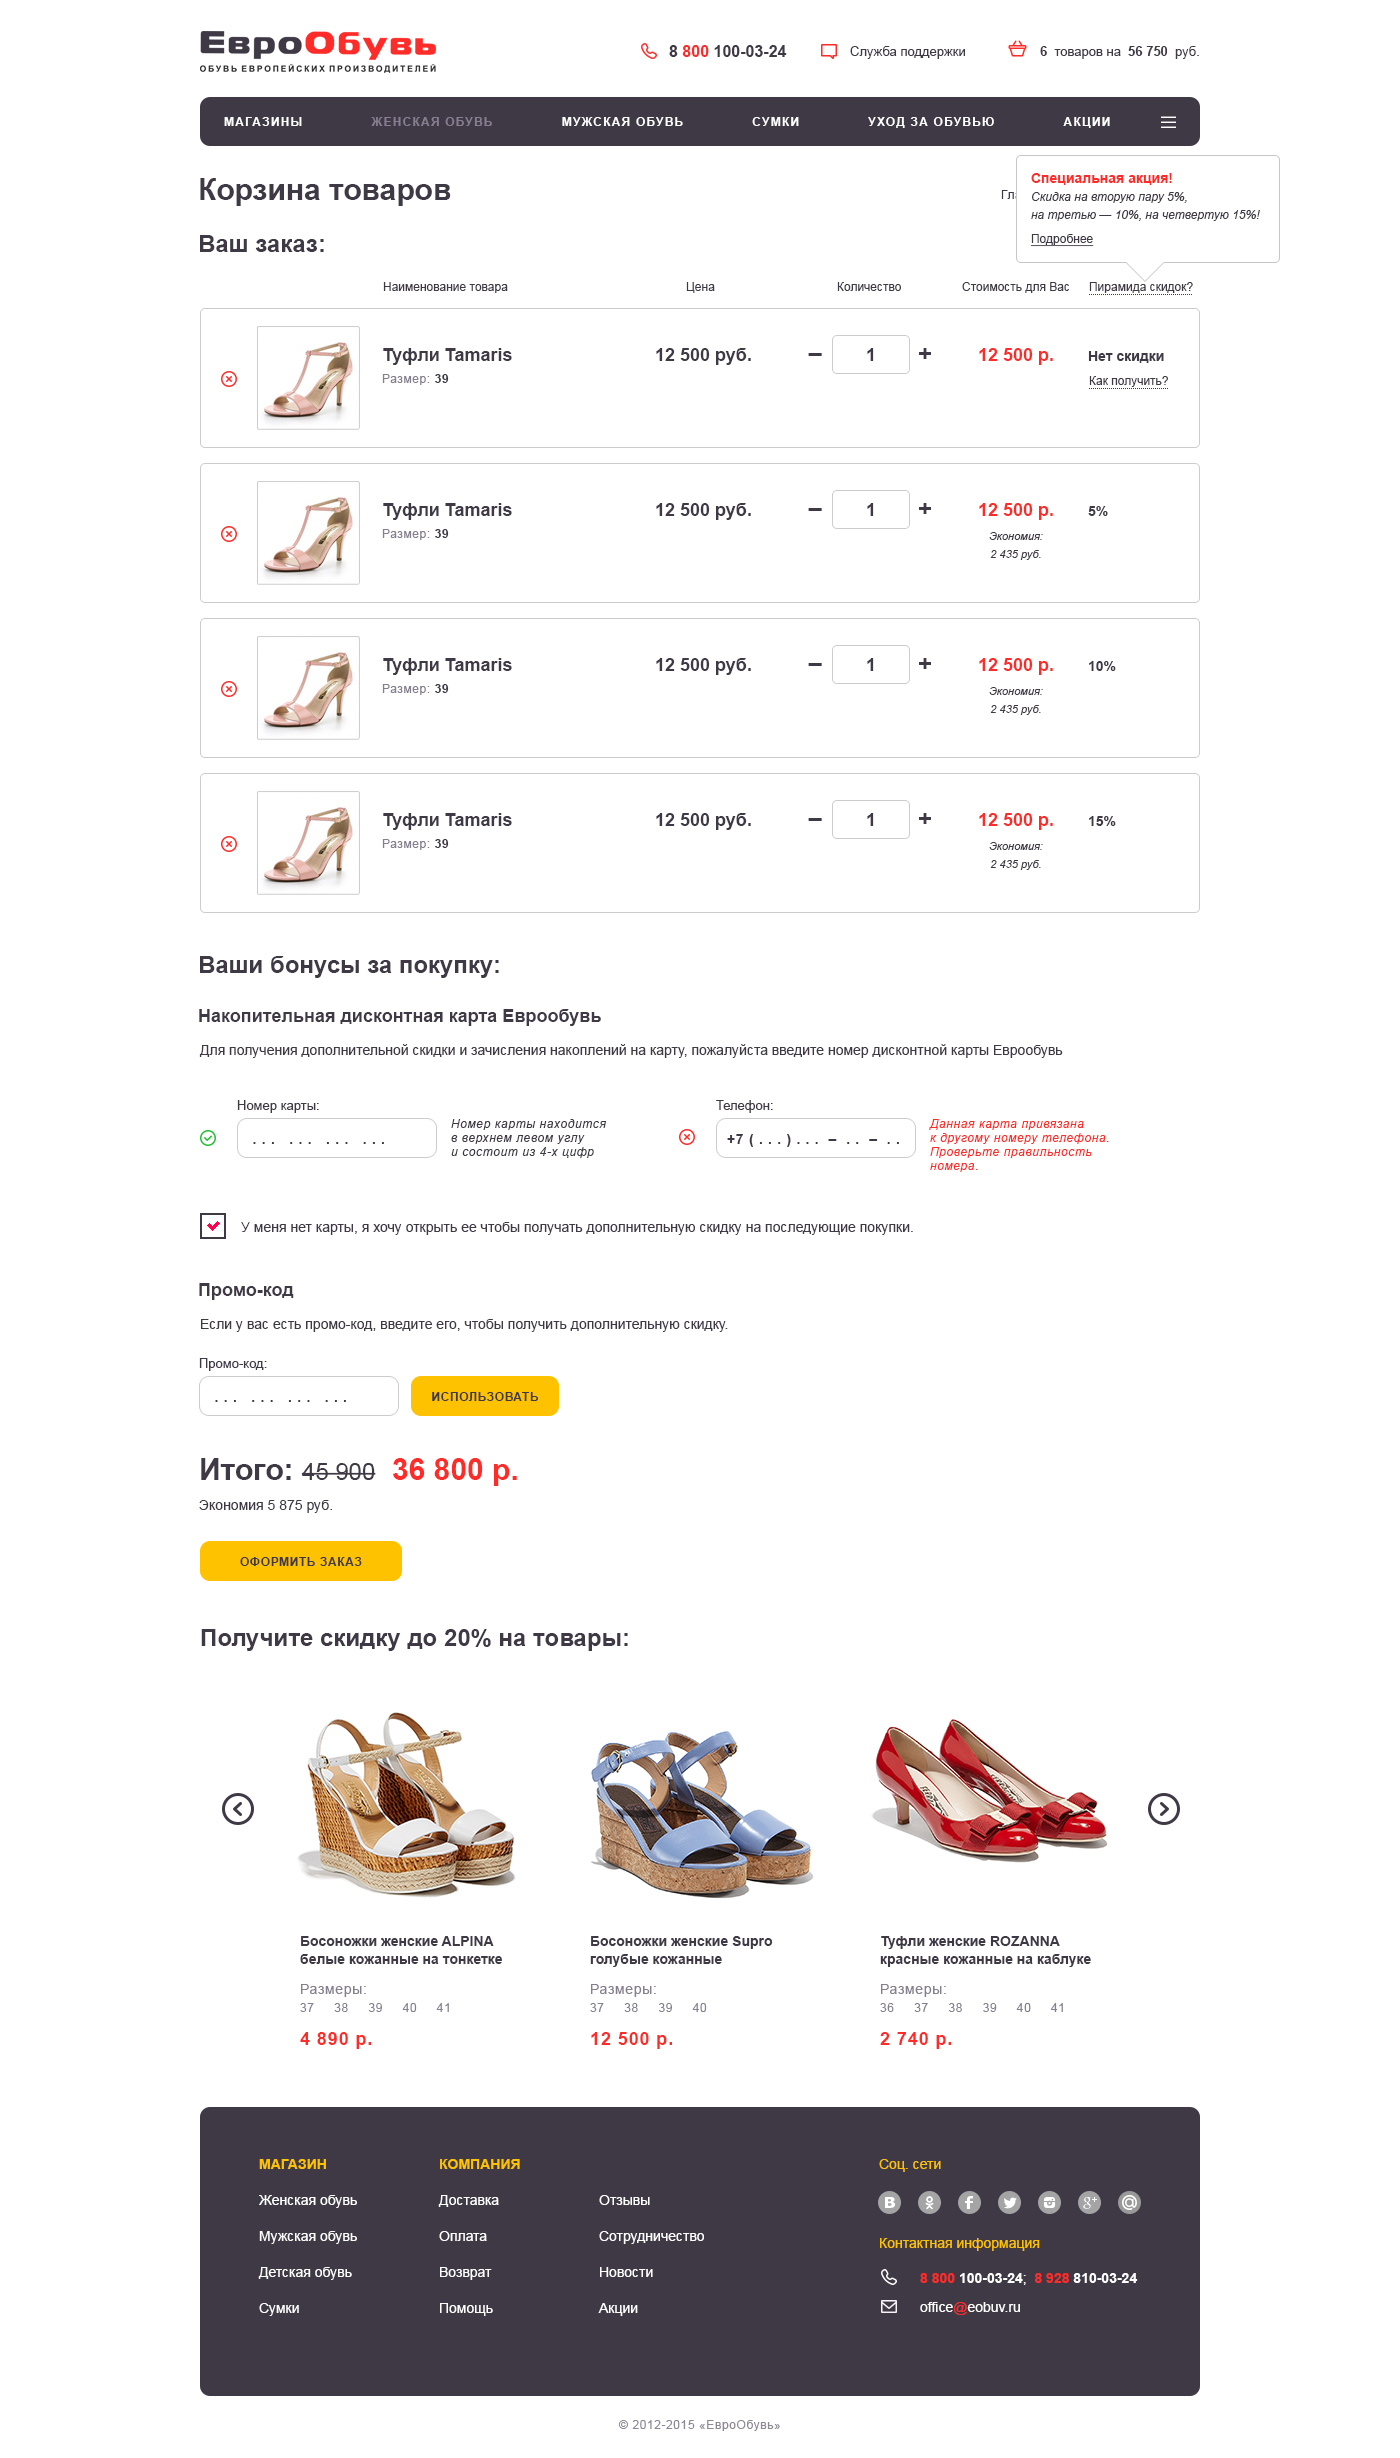 ЕвроОбувь
ОБУВЬ ЕВРОПЕЙСКИХ ПРОИЗВОДИТЕЛЕЙ
8 800 100-03-24
Служба поддержки
6 товаров на 56 750 руб.
МАГАЗИНЫ ЖЕНСКАЯ ОБУВЬ МУЖСКАЯ ОБУВЬ СУМКИ УХОД ЗА ОБУВЬЮ АКЦИИ
Корзина товаров
Специальная акция!
Скидка на вторую пару 5%,
на третью — 10%, на четвертую 15%!
Подробнее
Ваш заказ:
Наименование товара Цена Количество Стоимость для Вас Пирамида скидок?
Туфли Tamaris 12 500 руб. – 1 + 12 500 р. Нет скидки
Размер: 39 Как получить?
Туфли Tamaris 12 500 руб. – 1 + 12 500 р. 5%
Размер: 39 Экономия:
2 435 руб.
Туфли Tamaris 12 500 руб. – 1 + 12 500 р. 10%
Размер: 39 Экономия:
2 435 руб.
Туфли Tamaris 12 500 руб. – 1 + 12 500 р. 15%
Размер: 39 Экономия:
2 435 руб.
Ваши бонусы за покупку:
Накопительная дисконтная карта Еврообувь
Для получения дополнительной скидки и зачисления накоплений на карту, пожалуйста введите номер дисконтной карты Еврообувь
Номер карты:
... ... ... ...
Номер карты находится
в верхнем левом углу
и состоит из 4-х цифр
Телефон:
+7 (...)... – .. – ..
Данная карта привязана
к другому номеру телефона.
Проверьте правильность
номера.
У меня нет карты, я хочу открыть ее чтобы получать дополнительную скидку на последующие покупки.
Промо-код
Если у вас есть промо-код, введите его, чтобы получить дополнительную скидку.
Промо-код:
... ... ... ...
ИСПОЛЬЗОВАТЬ
Итого: 45 900 36 800 р.
Экономия 5 875 руб.
ОФОРМИТЬ ЗАКАЗ
Получите скидку до 20% на товары:
Босоножки женские ALPINA
белые кожанные на тонкетке
Размеры:
37 38 39 40 41
4 890 р.
Босоножки женские Supro
голубые кожанные
Размеры:
37 38 39 40
12 500 р.
Туфли женские ROZANNA
красные кожанные на каблуке
Размеры:
36 37 38 39 40 41
2 740 р.
МАГАЗИН
Женская обувь
Мужская обувь
Детская обувь
Сумки
КОМПАНИЯ
Доставка
Оплата
Возврат
Помощь
Отзывы
Сотрудничество
Новости
Акции
Соц. сети
Контактная информация
8 800 100-03-24; 8 928 810-03-24
office@eobuv.ru
© 2012-2015 «ЕвроОбувь»